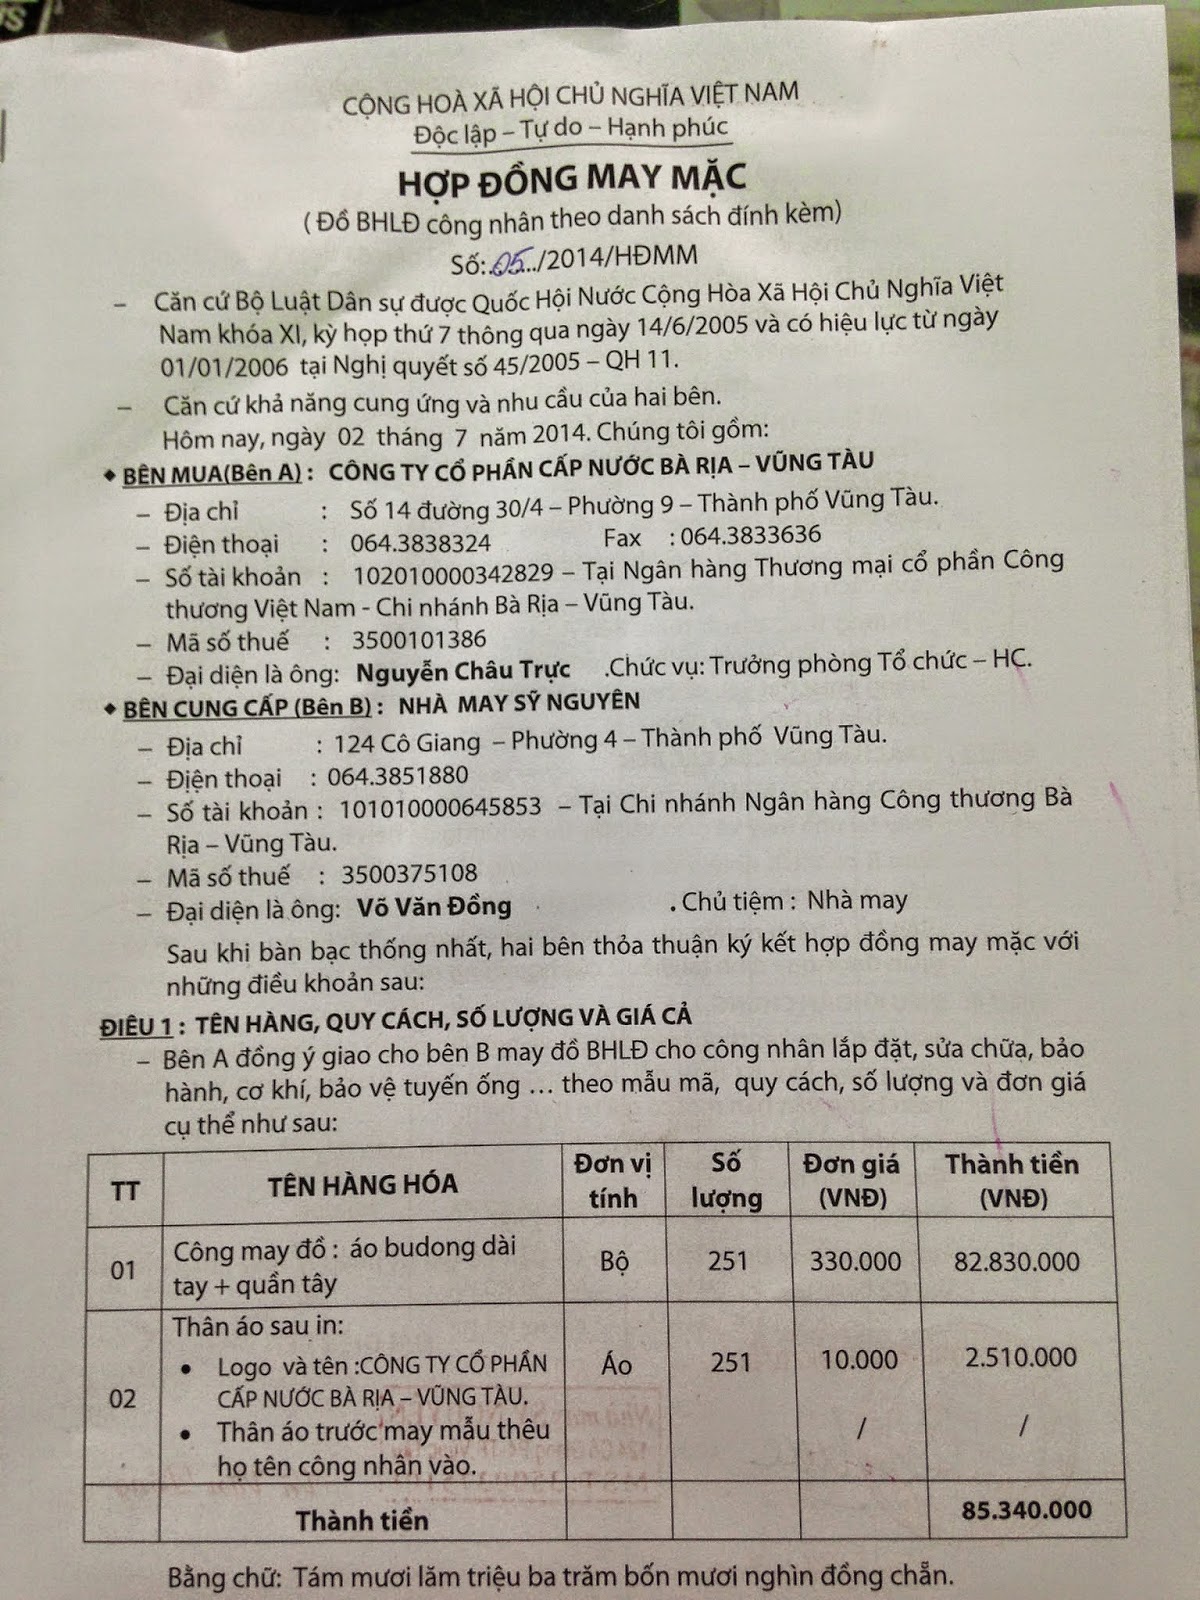 CỘNG HOÀ XÃ HỘI CHỦ NGHĨA VIỆT NAM
Độc lập – Tự do – Hạnh phúc
HỢP ĐỒNG MAY MẶC
( Đồ BHLĐ công nhân theo danh sách đính kèm)
Số:.05.../2014/HĐMM
– Căn cứ Bộ Luật Dân sự được Quốc Hội Nước Cộng Hòa Xã Hội Chủ Nghĩa Việt
Nam khóa XI, kỳ họp thứ 7 thông qua ngày 14/6/2005 và có hiệu lực từ ngày
01/01/2006 tại Nghị quyết số 45/2005 – QH 11.
– Căn cứ khả năng cung ứng và nhu cầu của hai bên.
Hôm nay, ngày 02 tháng 7 năm 2014. Chúng tôi gồm:
◆ BÊN MUA(Bên A) : CÔNG TY CỔ PHẦN CẤP NƯỚC BÀ RỊA – VŨNG TÀU
– Địa chỉ : Số 14 đường 30/4 – Phường 9 – Thành phố Vũng Tàu.
– Điện thoại : 064.3838324 Fax : 064.3833636
– Số tài khoản : 102010000342829 – Tại Ngân hàng Thương mại cổ phần Công
thương Việt Nam - Chi nhánh Bà Rịa – Vũng Tàu.
– Mã số thuế : 3500101386
– Đại diện là ông: Nguyễn Châu Trực .Chức vụ: Trưởng phòng Tổ chức – HC.
◆ BÊN CUNG CẤP (Bên B) : NHÀ MAY SỸ NGUYÊN
– Địa chỉ : 124 Cô Giang – Phường 4 – Thành phố Vũng Tàu.
– Điện thoại : 064.3851880
– Số tài khoản : 101010000645853 – Tại Chi nhánh Ngân hàng Công thương Bà
Rịa – Vũng Tàu.
– Mã số thuế : 3500375108
– Đại diện là ông: Võ Văn Đồng . Chủ tiệm : Nhà may
Sau khi bàn bạc thống nhất, hai bên thỏa thuận ký kết hợp đồng may mặc với
những điều khoản sau:
ĐIÊU 1 : TÊN HÀNG, QUY CÁCH, SỐ LƯỢNG VÀ GIÁ CẢ
– Bên A đồng ý giao cho bên B may đồ BHLĐ cho công nhân lắp đặt, sửa chữa, bảo
hành, cơ khí, bảo vệ tuyến ống ... theo mẫu mã, quy cách, số lượng và đơn giá
cụ thể như sau:
TT TÊN HÀNG HÓA Đơn vị tính Số lượng Đơn giá (VNĐ) Thành tiền (VNĐ)
01 Công may đồ : áo budong dài Bộ 251 330.000 82.830.000
tay + quần tây
Thân áo sau in:
• Logo và tên :CÔNG TY CỔ PHẦN Áo 251 10.000 2.510.000
02 CẤP NƯỚC BÀ RỊA – VŨNG TÀU.
• Thân áo trước may mẫu thêu / /
họ tên công nhân vào.
Thành tiền 85.340.000
Bằng chữ: Tám mươi lăm triệu ba trăm bốn mươi nghìn đồng chẵn.